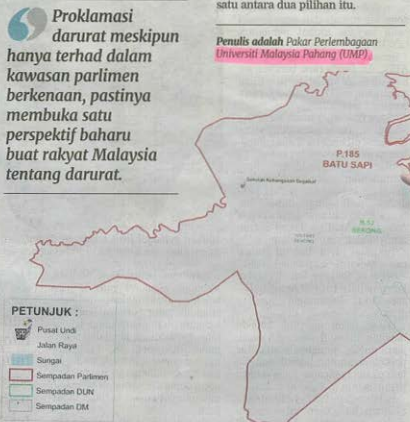 Proklamasi
darurat meskipun
hanya terhad dalam
kawasan parlimen
berkenaan, pastinya
membuka satu
perspektif baharu
buat rakyat Malaysia
tentang darurat.
satu antara dua pilihan itu.
Penulis adalah Pakar Perlembagaan
Universiti Malaysia Pahang (UMP).
P.185
BATU SAPI
Sekolah Kebangsaan
PETUNJUK :
Pusat Undi
Jalan Raya
Sungai
Sempadan Parlimen
Sempadan DUN
Sempadan DM